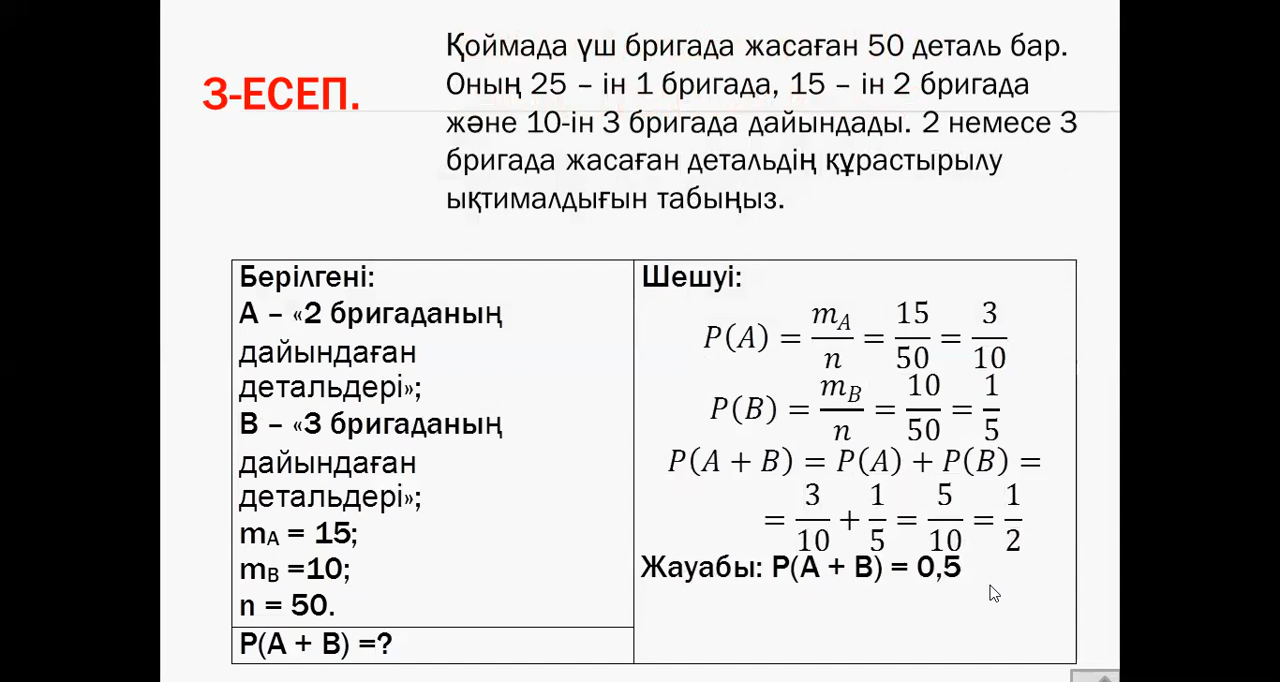 3-ЕСЕП.
Қоймада үш бригада жасаған 50 деталь бар.
Оның 25 – ін 1 бригада, 15 – ін 2 бригада
және 10-ін 3 бригада дайындады. 2 немесе 3
бригада жасаған детальдің құрастырылу
ықтималдығын табыңыз.
Берілгені:
А – «2 бригаданың
дайындаған
детальдері»;
В – «3 бригаданың
дайындаған
детальдері»;
mA = 15;
mB =10;
n = 50.
P(A + B) =?
Шешуі:
P(A) = mA/n = 15/50 = 3/10
P(B) = mB/n = 10/50 = 1/5
P(A + B) = P(A) + P(B) =
= 3/10 + 1/5 = 5/10 = 1/2
Жауабы: P(A + B) = 0,5